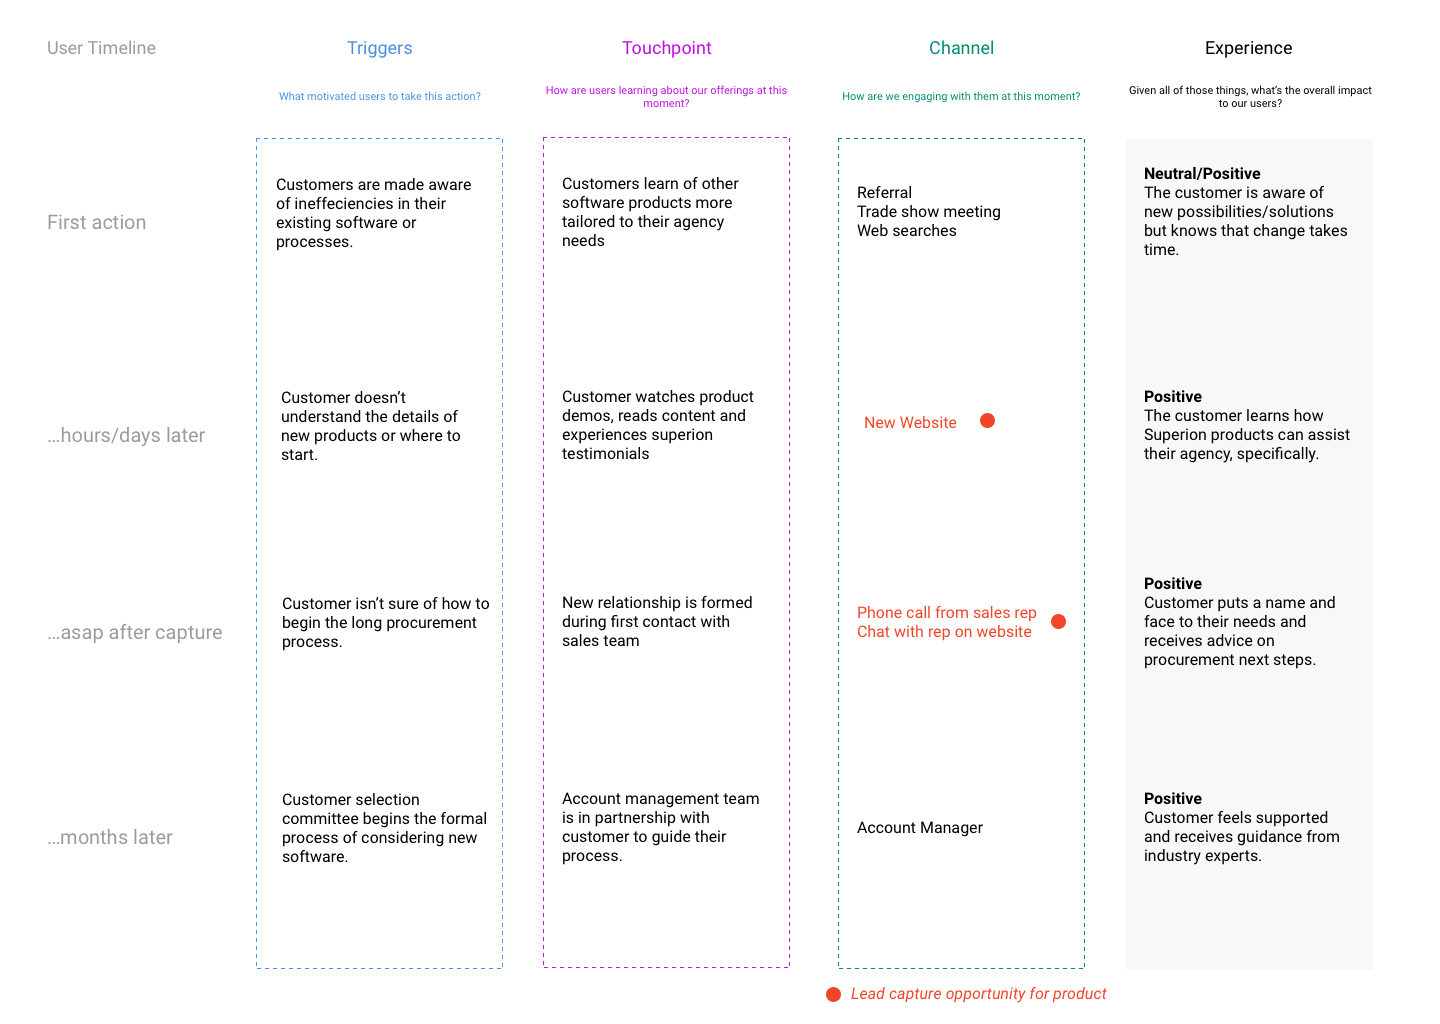 User Timeline
Triggers
Touchpoint
Channel
Experience
What motivated users to take this action?
How are users learning about our offerings at this
moment?
How are we engaging with them at this moment?
Given all of those things, what's the overall impact
to our users?
First action
Customers are made aware
of ineffeciencies in their
existing software or
processes.
Customers learn of other
software products more
tailored to their agency
needs
Referral
Trade show meeting
Web searches
Neutral/Positive
The customer is aware of
new possibilities/solutions
but knows that change takes
time.
...hours/days later
Customer doesn't
understand the details of
new products or where to
start.
Customer watches product
demos, reads content and
experiences superion
testimonials
New Website
Positive
The customer learns how
Superion products can assist
their agency, specifically.
...asap after capture
Customer isn't sure of how to
begin the long procurement
process.
New relationship is formed
during first contact with
sales team
Phone call from sales rep
Chat with rep on website
Positive
Customer puts a name and
face to their needs and
receives advice on
procurement next steps.
...months later
Customer selection
committee begins the formal
process of considering new
software.
Account management team
is in partnership with
customer to guide their
process.
Account Manager
Positive
Customer feels supported
and receives guidance from
industry experts.
Lead capture opportunity for product